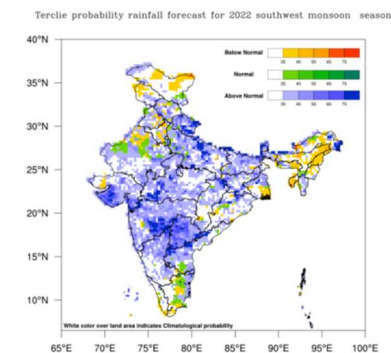 Terclie probability rainfall forecast for 2022 southwest monsoon season
40°N
35°N
30°N
25°N
20°N
15°N
10°N
Below Normal
35 45 55 65
Normal
35 45 55 65 75
Above Normal
35 45 55 65 75
White color over land area indicates Climatological probability
65°E 70°E 75°E 80°E 85°E 90°E 95°E 100°E